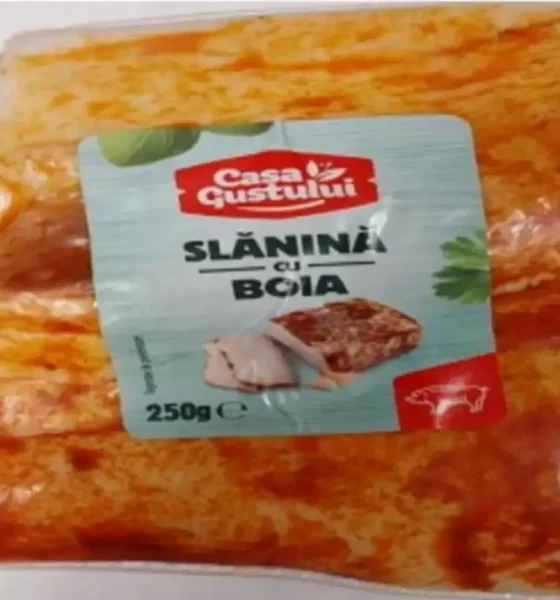 Casa
Gustului
SLĂNINĂ
CU
BOIA
250g ℮